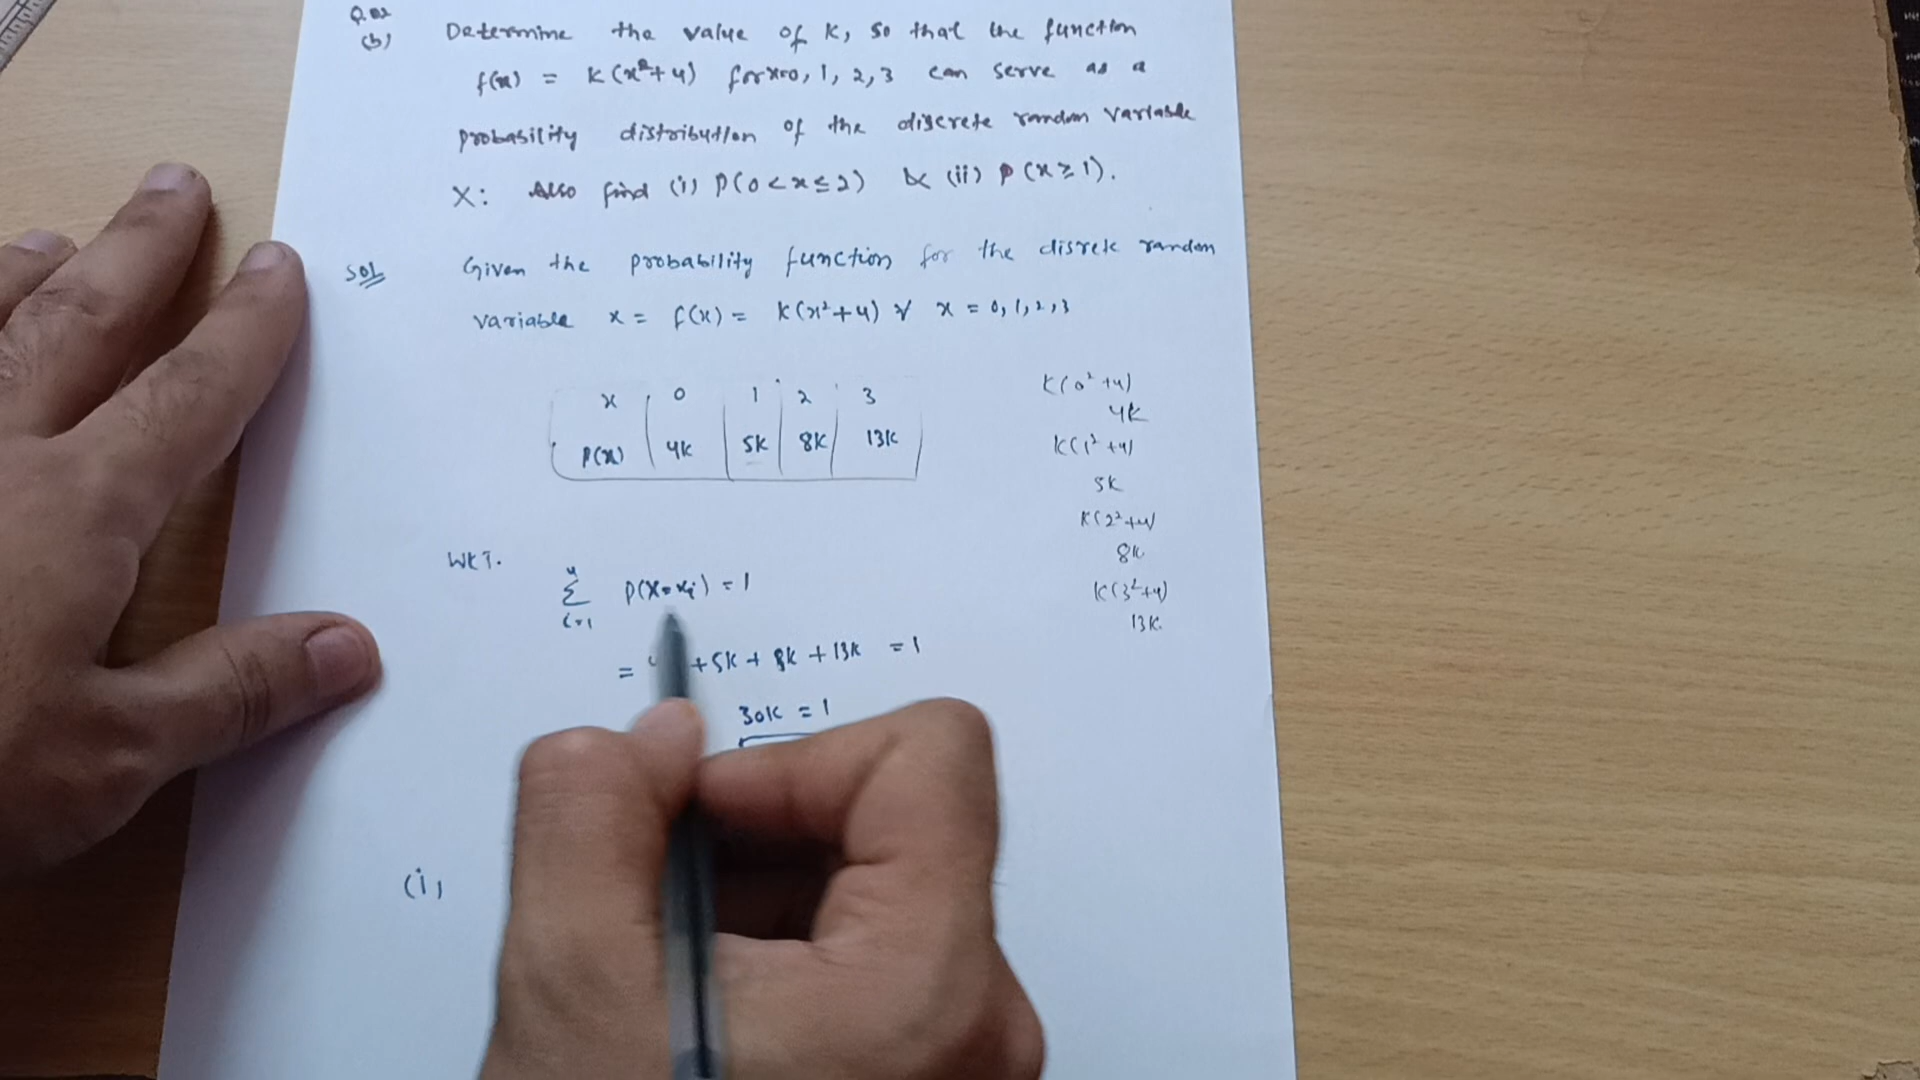 Q.02
(b) Determine the value of K, so that the function
f(x) = K(x²+4) for x=0, 1, 2, 3 can serve as a
probability distribution of the discrete random variable
X: Also find (i) P(0<x≤2) & (ii) P(x≥1).
Sol Given the probability function for the disrete random
variable x = f(x) = K(x²+4) ∀ x = 0,1,2,3
x 0 1 2 3
P(x) 4K 5K 8K 13K
K(0²+4)
4K
K(1²+4)
5K
K(2²+4)
8K
K(3²+4)
13K.
WKT.
4
Σ P(X=xi) = 1
i=1
= +5K + 8K + 13K = 1
30K = 1
(i)